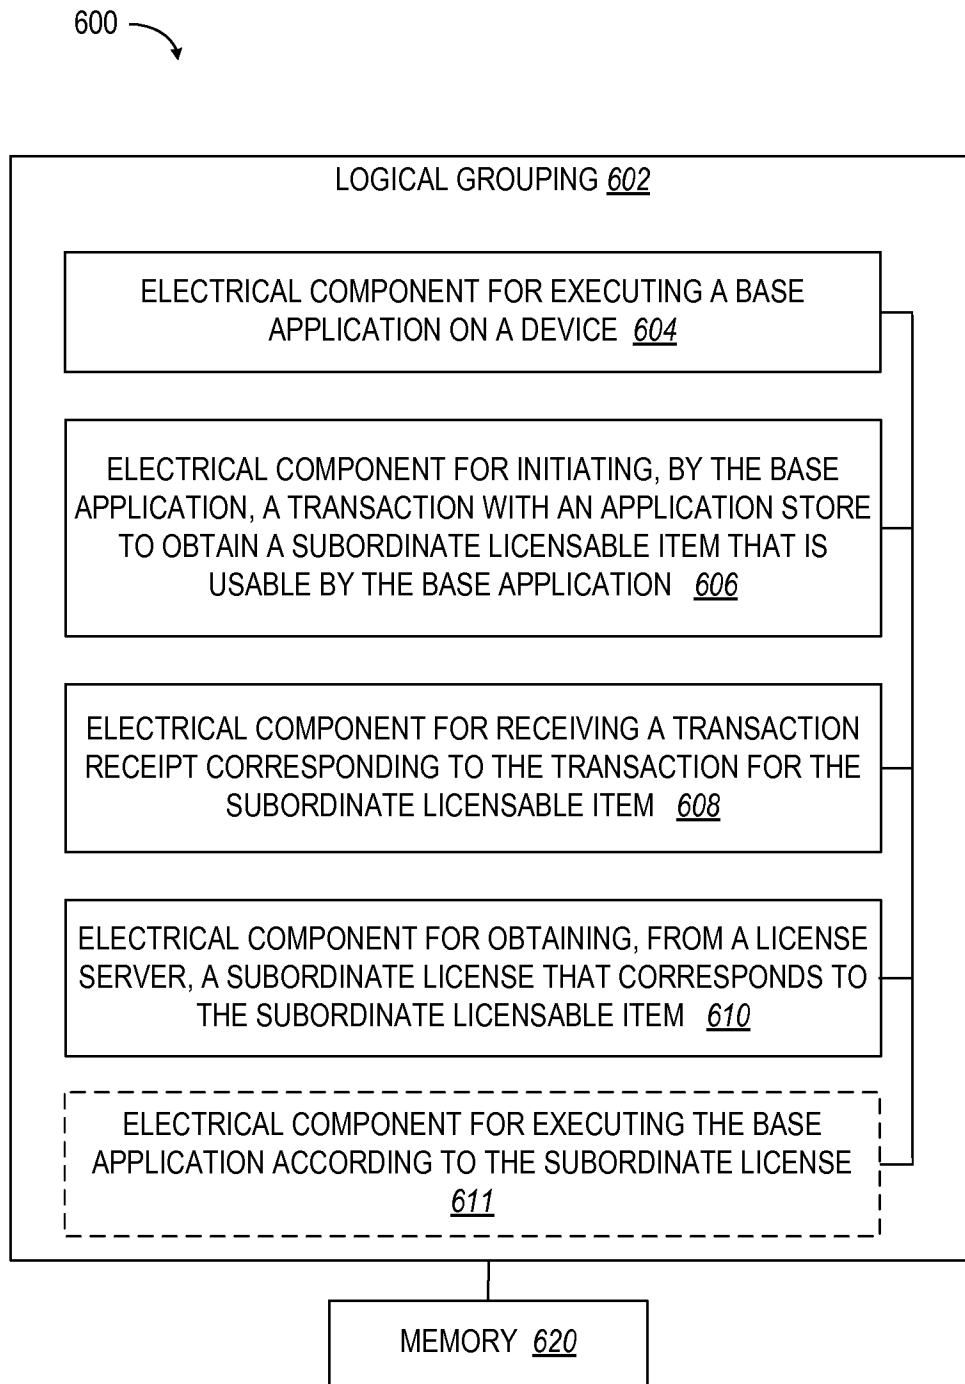 600
LOGICAL GROUPING 602
ELECTRICAL COMPONENT FOR EXECUTING A BASE
APPLICATION ON A DEVICE 604
ELECTRICAL COMPONENT FOR INITIATING, BY THE BASE
APPLICATION, A TRANSACTION WITH AN APPLICATION STORE
TO OBTAIN A SUBORDINATE LICENSABLE ITEM THAT IS
USABLE BY THE BASE APPLICATION 606
ELECTRICAL COMPONENT FOR RECEIVING A TRANSACTION
RECEIPT CORRESPONDING TO THE TRANSACTION FOR THE
SUBORDINATE LICENSABLE ITEM 608
ELECTRICAL COMPONENT FOR OBTAINING, FROM A LICENSE
SERVER, A SUBORDINATE LICENSE THAT CORRESPONDS TO
THE SUBORDINATE LICENSABLE ITEM 610
ELECTRICAL COMPONENT FOR EXECUTING THE BASE
APPLICATION ACCORDING TO THE SUBORDINATE LICENSE
611
MEMORY 620